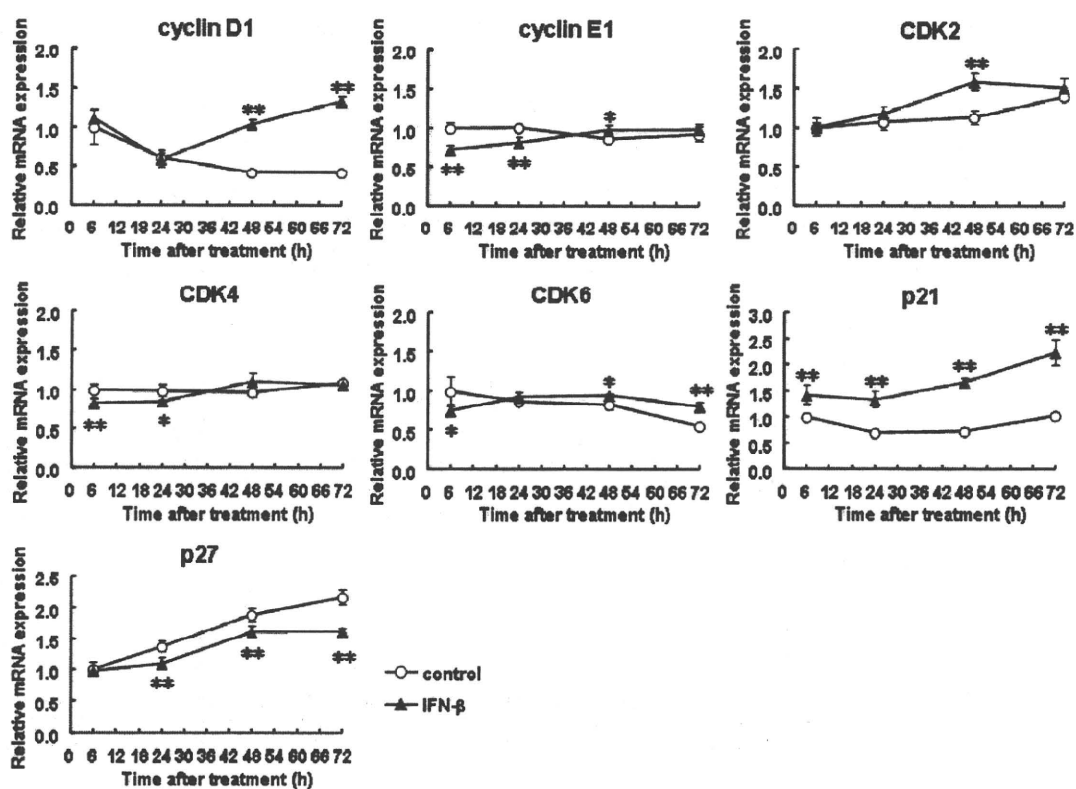 cyclin D1
Relative mRNA expression
2.0
1.5
1.0
0.5
0.0
** **
0 6 12 18 24 30 36 42 48 54 60 66 72
Time after treatment (h)
cyclin E1
Relative mRNA expression
2.0
1.5
1.0
0.5
0.0
** ** *
0 6 12 18 24 30 36 42 48 54 60 66 72
Time after treatment (h)
CDK2
Relative mRNA expression
2.0
1.5
1.0
0.5
0.0
**
0 6 12 18 24 30 36 42 48 54 60 66 72
Time after treatment (h)
CDK4
Relative mRNA expression
2.0
1.5
1.0
0.5
0.0
** *
0 6 12 18 24 30 36 42 48 54 60 66 72
Time after treatment (h)
CDK6
Relative mRNA expression
2.0
1.5
1.0
0.5
0.0
* * **
0 6 12 18 24 30 36 42 48 54 60 66 72
Time after treatment (h)
p21
Relative mRNA expression
3.0
2.5
2.0
1.5
1.0
0.5
0.0
** ** ** **
0 6 12 18 24 30 36 42 48 54 60 66 72
Time after treatment (h)
p27
Relative mRNA expression
2.5
2.0
1.5
1.0
0.5
0.0
** ** **
0 6 12 18 24 30 36 42 48 54 60 66 72
Time after treatment (h)
control
IFN-β